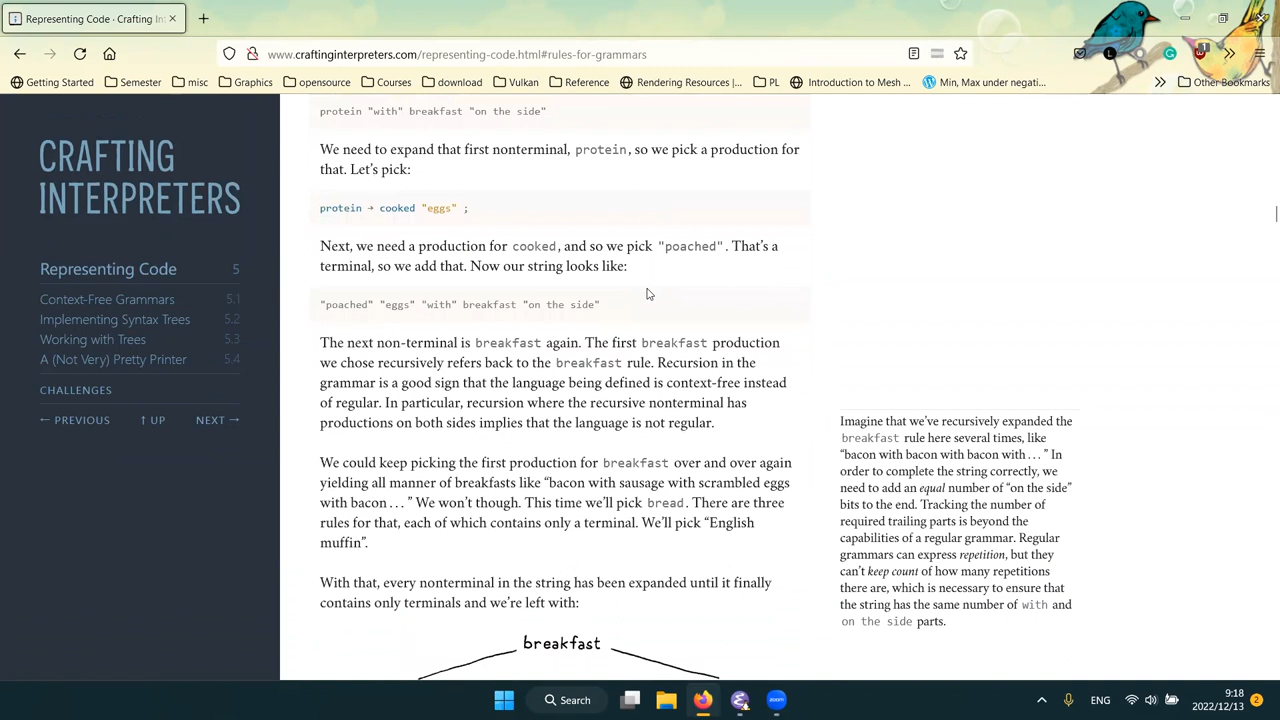 Representing Code · Crafting In
www.craftinginterpreters.com/representing-code.html#rules-for-grammars
Getting Started
Semester
misc
Graphics
opensource
Courses
download
Vulkan
Reference
Rendering Resources |...
PL
Introduction to Mesh ...
Min, Max under negati...
Other Bookmarks
CRAFTING
INTERPRETERS
Representing Code 5
Context-Free Grammars 5.1
Implementing Syntax Trees 5.2
Working with Trees 5.3
A (Not Very) Pretty Printer 5.4
CHALLENGES
← PREVIOUS ↑ UP NEXT →
protein "with" breakfast "on the side"
We need to expand that first nonterminal, protein, so we pick a production for
that. Let's pick:
protein → cooked "eggs" ;
Next, we need a production for cooked, and so we pick "poached". That's a
terminal, so we add that. Now our string looks like:
"poached" "eggs" "with" breakfast "on the side"
The next non-terminal is breakfast again. The first breakfast production
we chose recursively refers back to the breakfast rule. Recursion in the
grammar is a good sign that the language being defined is context-free instead
of regular. In particular, recursion where the recursive nonterminal has
productions on both sides implies that the language is not regular.
We could keep picking the first production for breakfast over and over again
yielding all manner of breakfasts like “bacon with sausage with scrambled eggs
with bacon . . . ” We won't though. This time we'll pick bread. There are three
rules for that, each of which contains only a terminal. We'll pick “English
muffin”.
With that, every nonterminal in the string has been expanded until it finally
contains only terminals and we're left with:
breakfast
Imagine that we've recursively expanded the
breakfast rule here several times, like
“bacon with bacon with bacon with . . . ” In
order to complete the string correctly, we
need to add an equal number of “on the side”
bits to the end. Tracking the number of
required trailing parts is beyond the
capabilities of a regular grammar. Regular
grammars can express repetition, but they
can't keep count of how many repetitions
there are, which is necessary to ensure that
the string has the same number of with and
on the side parts.
Search
zoom
ENG
9:18
2022/12/13
2